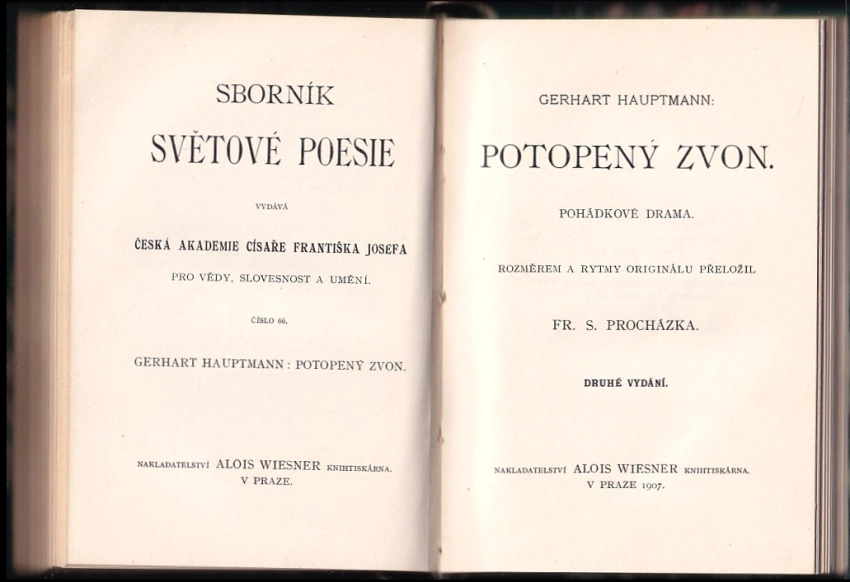 SBORNÍK
SVĚTOVÉ POESIE
VYDÁVÁ
ČESKÁ AKADEMIE CÍSAŘE FRANTIŠKA JOSEFA
PRO VĚDY, SLOVESNOST A UMĚNÍ.
ČÍSLO 66.
GERHART HAUPTMANN: POTOPENÝ ZVON.
NAKLADATELSTVÍ ALOIS WIESNER KNIHTISKÁRNA.
V PRAZE.
GERHART HAUPTMANN:
POTOPENÝ ZVON.
POHÁDKOVÉ DRAMA.
ROZMĚREM A RYTMY ORIGINÁLU PŘELOŽIL
FR. S. PROCHÁZKA.
DRUHÉ VYDÁNÍ.
NAKLADATELSTVÍ ALOIS WIESNER KNIHTISKÁRNA.
V PRAZE 1907.